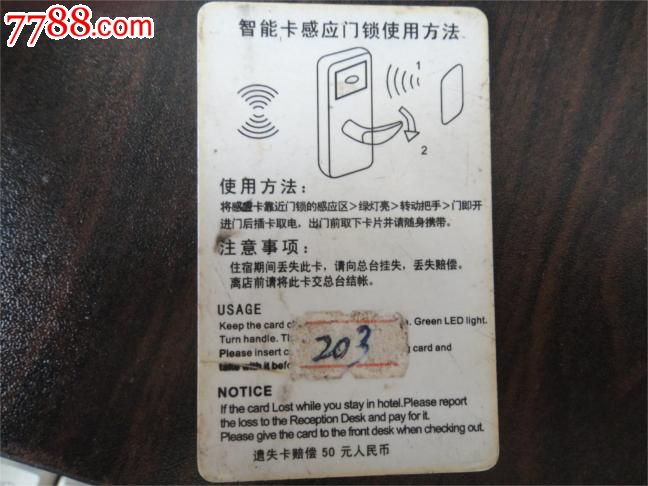 7788.com
智能卡感应门锁使用方法
1
2
使用方法：
将感应卡靠近门锁的感应区>绿灯亮>转动把手>门即开
进门后插卡取电，出门前取下卡片并请随身携带。
注意事项：
住宿期间丢失此卡，请向总台挂失，丢失赔偿。
离店前请将此卡交总台结帐。
USAGE
Keep the card Green LED light.
Turn handle.
Please insert card and
take with it
203
NOTICE
If the card Lost while you stay in hotel.Please report
the loss to the Reception Desk and pay for it.
Please give the card to the front desk when checking out.
遗失卡赔偿 50 元人民币